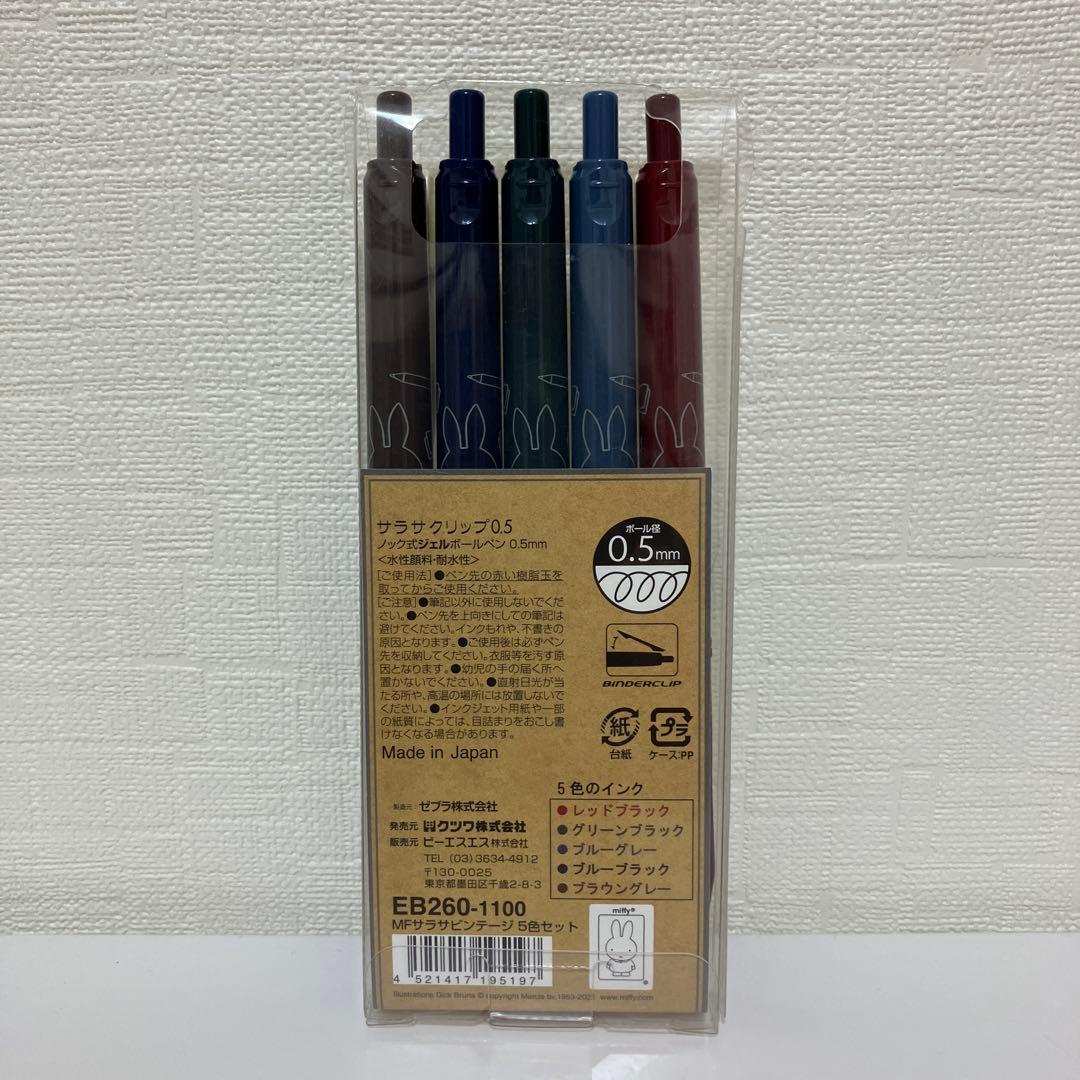 サラサクリップ0.5
ノック式ジェルボールペン 0.5mm
<水性顔料・耐水性>
[ご使用法]●ペン先の赤い樹脂玉を
取ってからご使用ください。
[ご注意]●筆記以外に使用しないでくだ
さい。●ペン先を上向きにしての筆記は
避けてください。インクもれや、不書きの
原因となります。●ご使用後は必ずペン
先を収納してください。衣服等を汚す原
因となります。●幼児の手の届く所へ
置かないでください。●直射日光が当
たる所や、高温の場所には放置しないで
ください。●インクジェット用紙や一部
の紙質によっては、目詰まりをおこし書
けなくなる場合があります。
Made in Japan
ボール径
0.5mm
BINDERCLIP
紙
台紙
プラ
ケース:PP
製造元:ゼブラ株式会社
発売元 クツワ株式会社
販売元 ビーエスエス株式会社
TEL (03)3634-4912
〒130-0025
東京都墨田区千歳2-8-3
5色のインク
●レッドブラック
●グリーンブラック
●ブルーグレー
●ブルーブラック
●ブラウングレー
EB260-1100
MFサラサビンテージ 5色セット
miffy®
4 521417 195197
Illustrations Dick Bruna © copyright Mercis bv,1953-2021 www.miffy.com